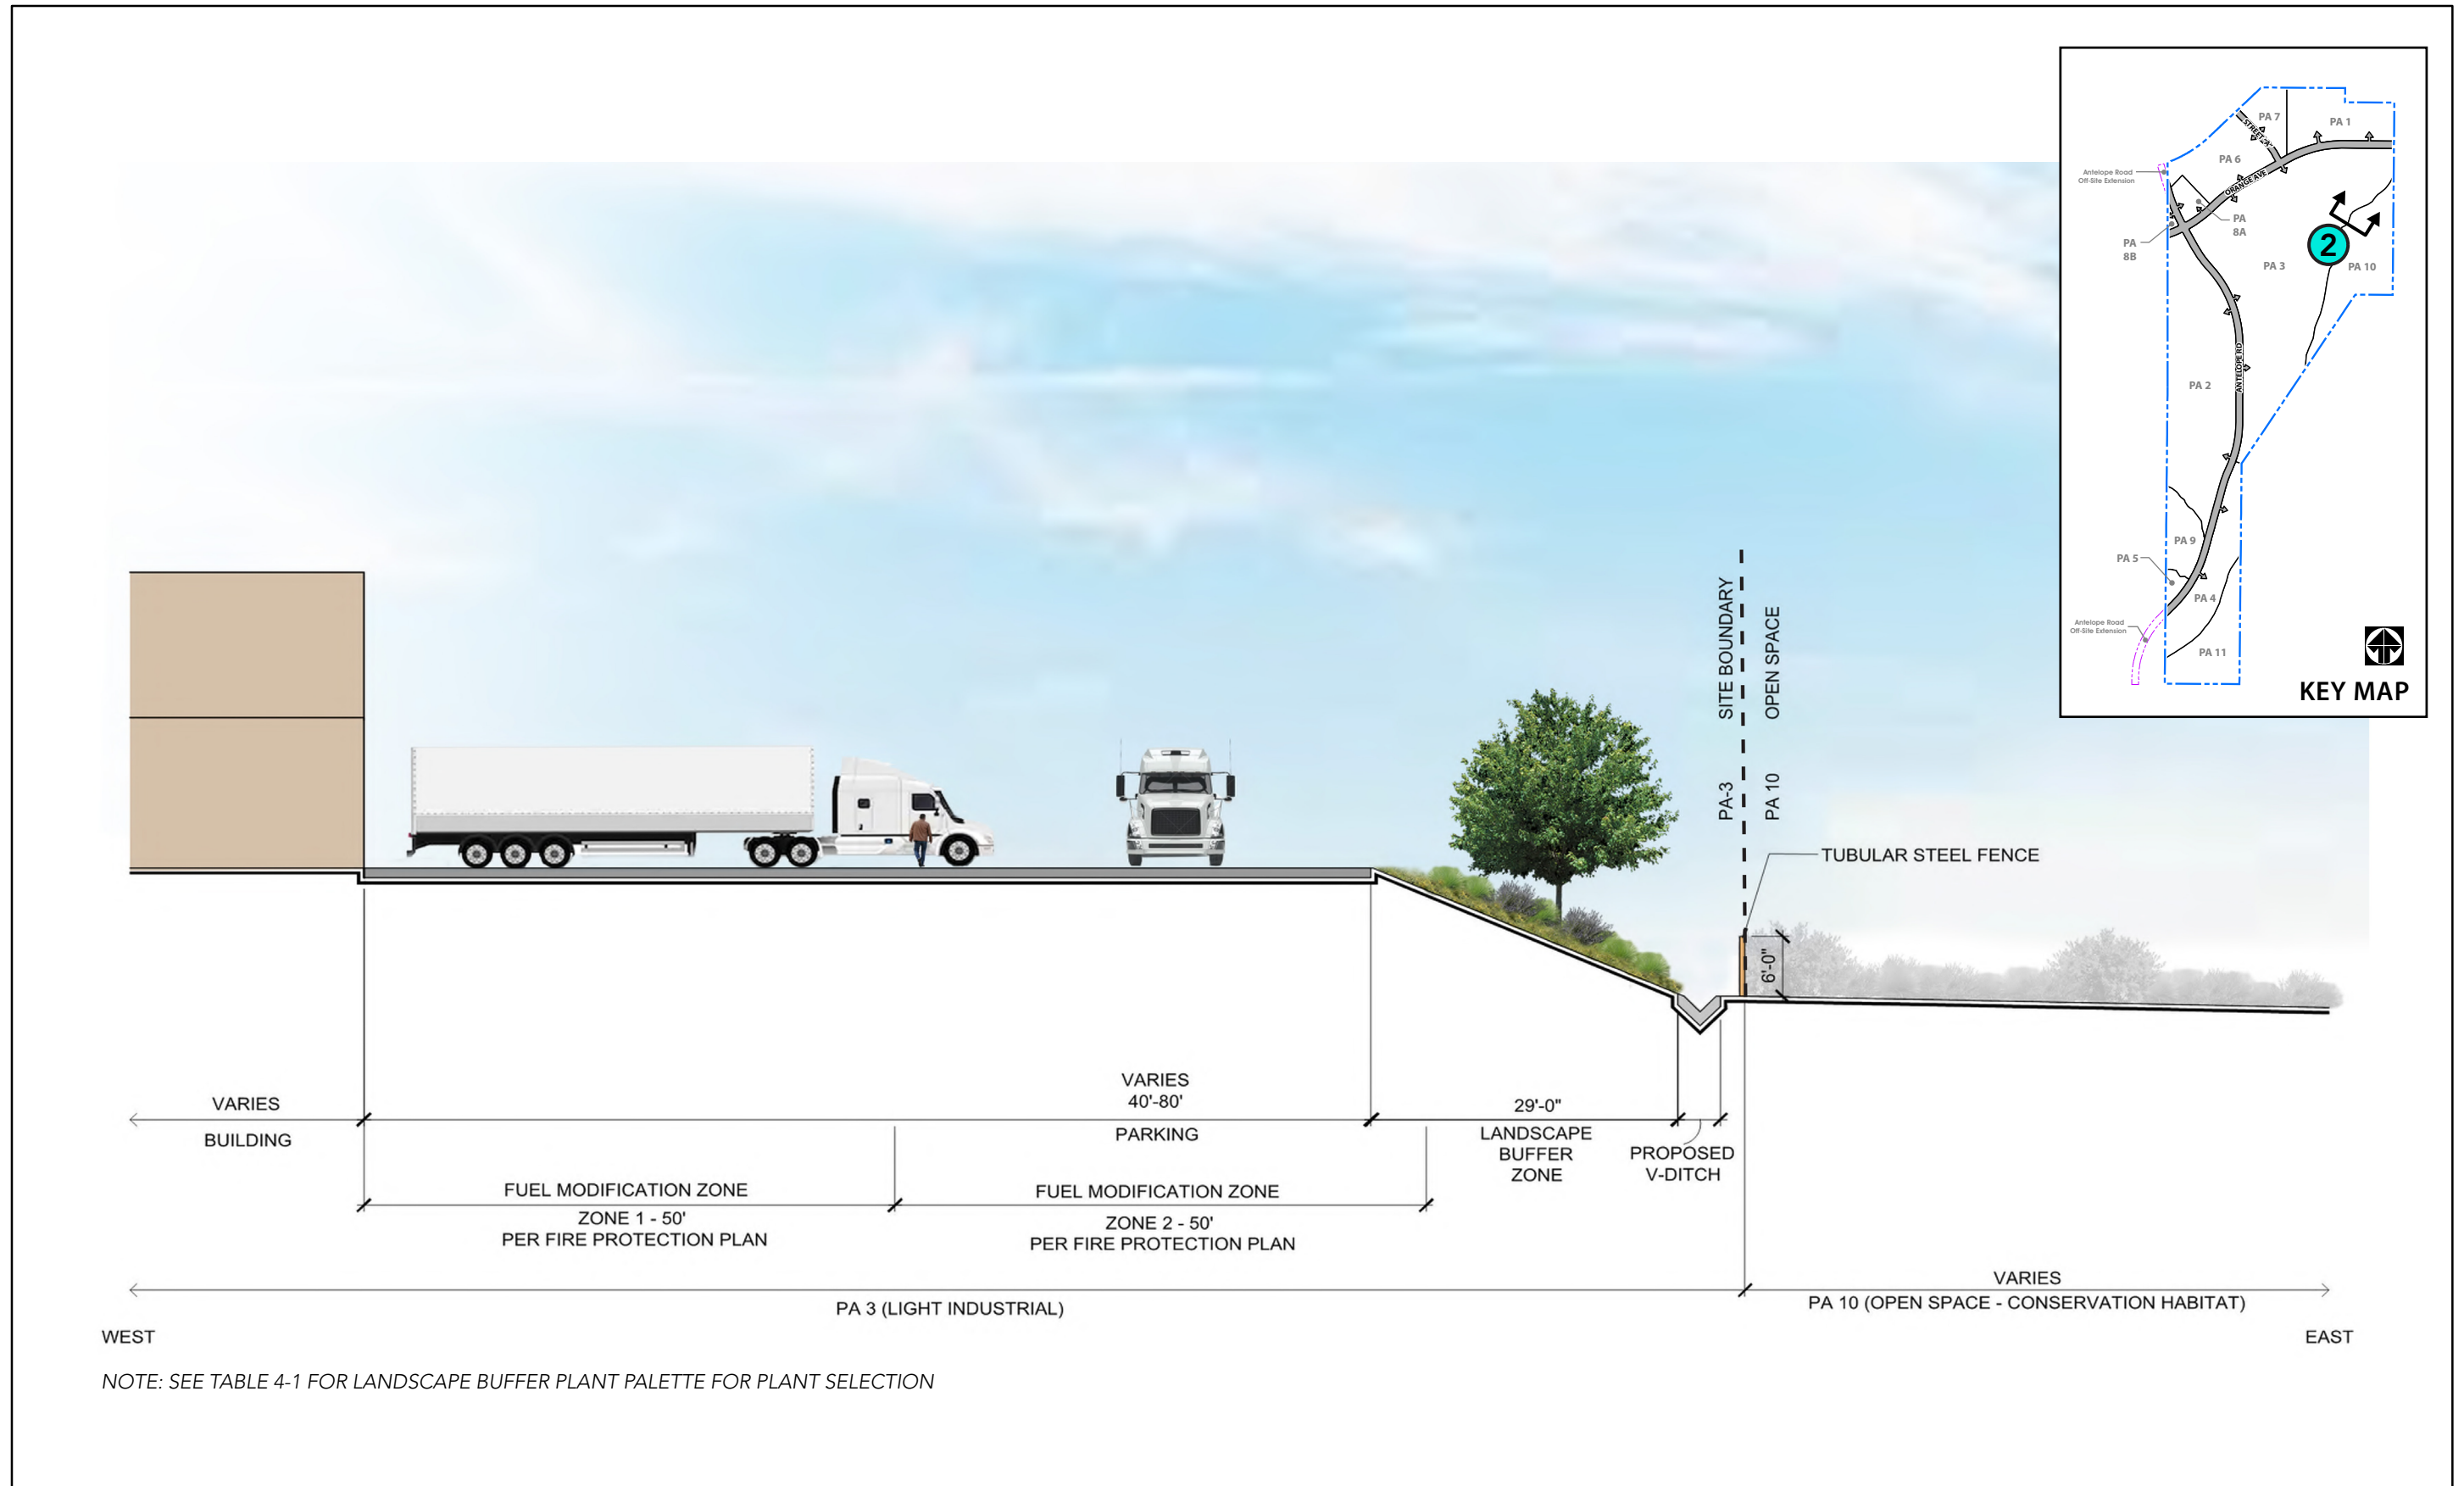 PA 7
PA 1
STREET "A"
PA 6
Antelope Road
Off-Site Extension
ORANGE AVE
PA
8A
PA
8B
2
PA 3
PA 10
ANTELOPE RD
PA 2
PA 9
PA 5
PA 4
Antelope Road
Off-Site Extension
PA 11
KEY MAP
SITE BOUNDARY
OPEN SPACE
PA-3
PA 10
TUBULAR STEEL FENCE
6'-0"
VARIES
BUILDING
VARIES
40'-80'
PARKING
29'-0"
LANDSCAPE
BUFFER
ZONE
PROPOSED
V-DITCH
FUEL MODIFICATION ZONE
ZONE 1 - 50'
PER FIRE PROTECTION PLAN
FUEL MODIFICATION ZONE
ZONE 2 - 50'
PER FIRE PROTECTION PLAN
PA 3 (LIGHT INDUSTRIAL)
VARIES
PA 10 (OPEN SPACE - CONSERVATION HABITAT)
WEST
EAST
NOTE: SEE TABLE 4-1 FOR LANDSCAPE BUFFER PLANT PALETTE FOR PLANT SELECTION